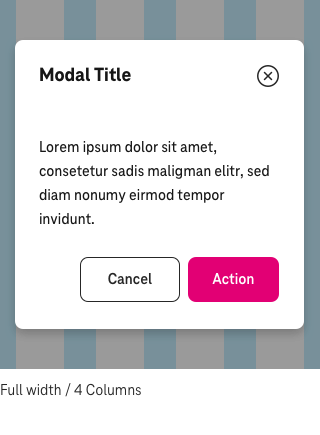 Modal Title
Lorem ipsum dolor sit amet,
consetetur sadis maligman elitr, sed
diam nonumy eirmod tempor
invidunt.
Cancel
Action
Full width / 4 Columns